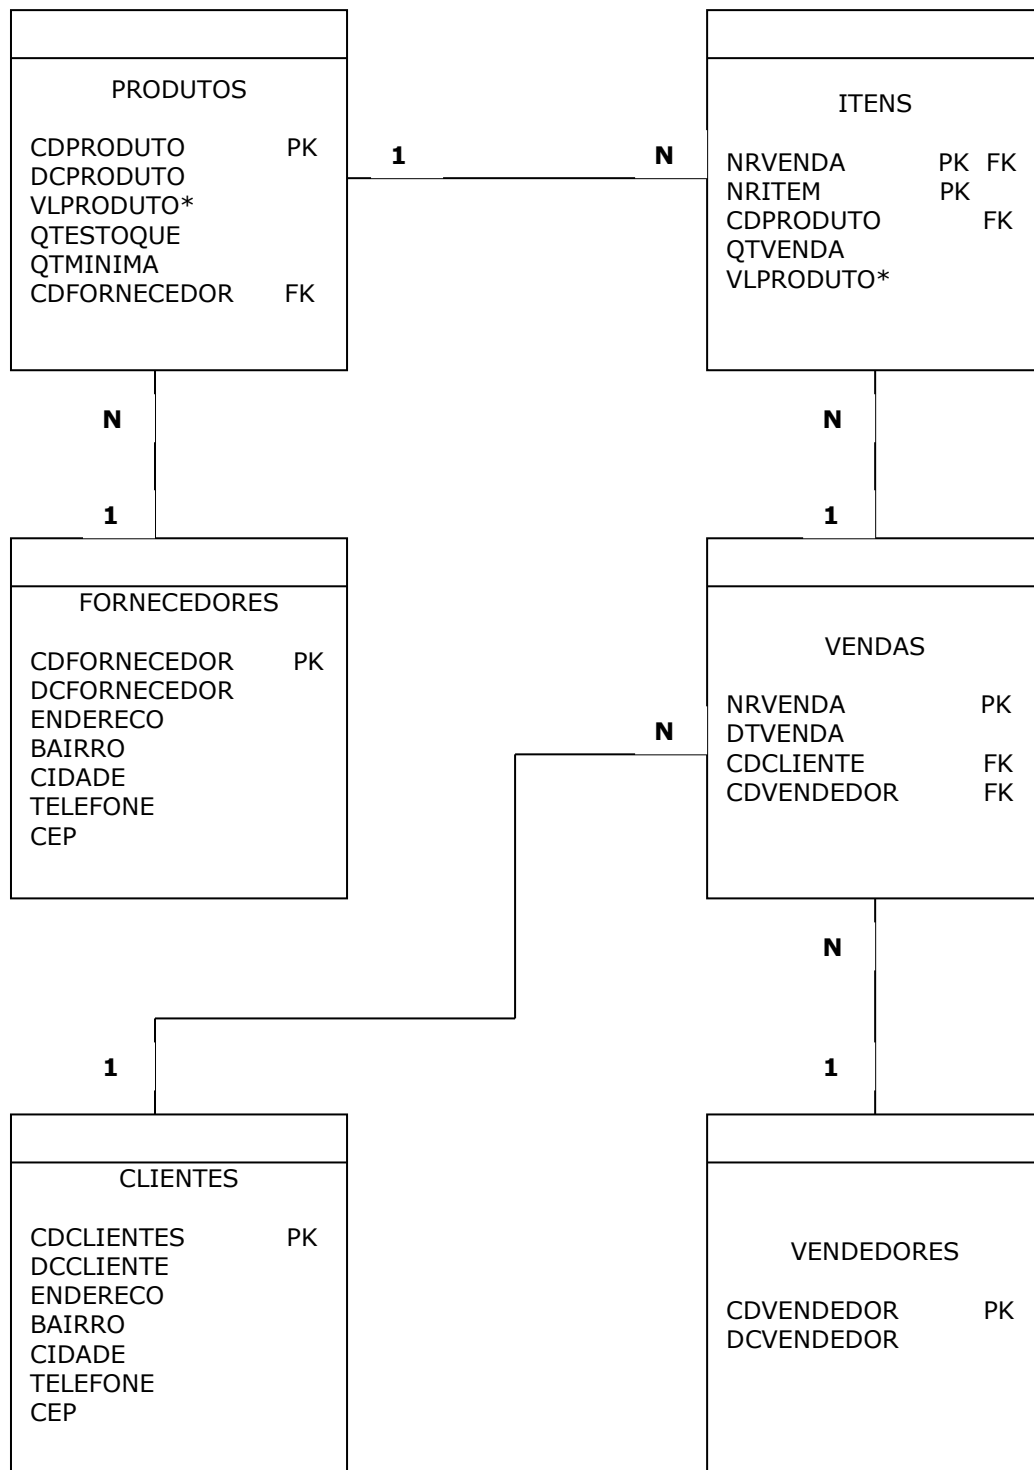 PRODUTOS
CDPRODUTO PK
DCPRODUTO
VLPRODUTO*
QTESTOQUE
QTMINIMA
CDFORNECEDOR FK
1 N
ITENS
NRVENDA PK FK
NRITEM PK
CDPRODUTO FK
QTVENDA
VLPRODUTO*
N
1
N
1
FORNECEDORES
CDFORNECEDOR PK
DCFORNECEDOR
ENDERECO
BAIRRO
CIDADE
TELEFONE
CEP
N
VENDAS
NRVENDA PK
DTVENDA
CDCLIENTE FK
CDVENDEDOR FK
1
N
1
CLIENTES
CDCLIENTES PK
DCCLIENTE
ENDERECO
BAIRRO
CIDADE
TELEFONE
CEP
VENDEDORES
CDVENDEDOR PK
DCVENDEDOR